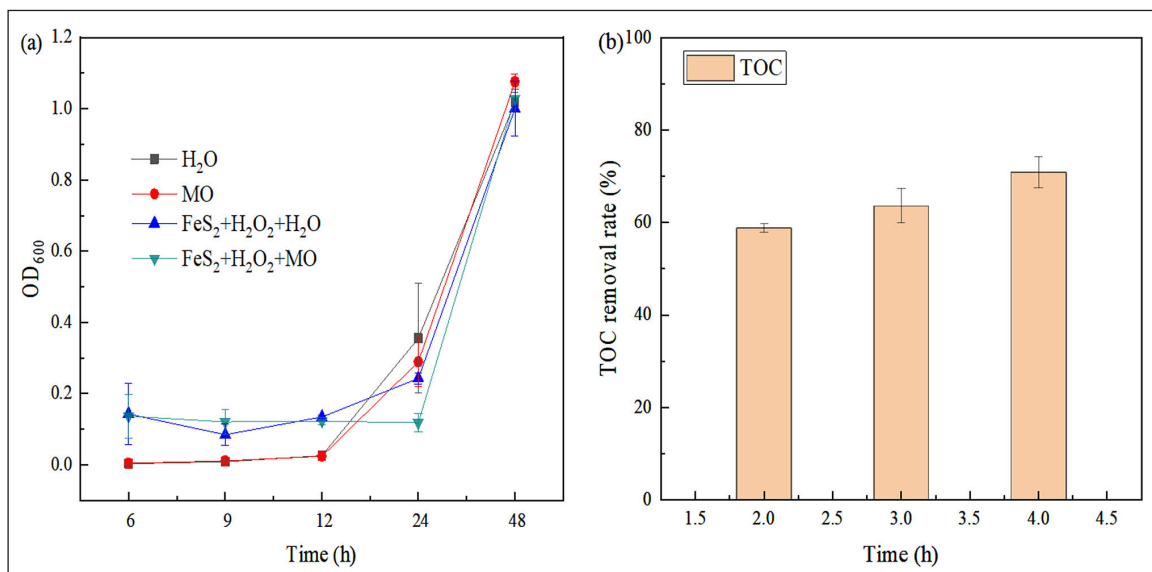 (a)
1.2
1.0
0.8
0.6
0.4
0.2
0.0
OD₆₀₀
H₂O
MO
FeS₂+H₂O₂+H₂O
FeS₂+H₂O₂+MO
6 9 12 24 48
Time (h)
(b)
100
80
60
40
20
0
TOC removal rate (%)
TOC
1.5 2.0 2.5 3.0 3.5 4.0 4.5
Time (h)